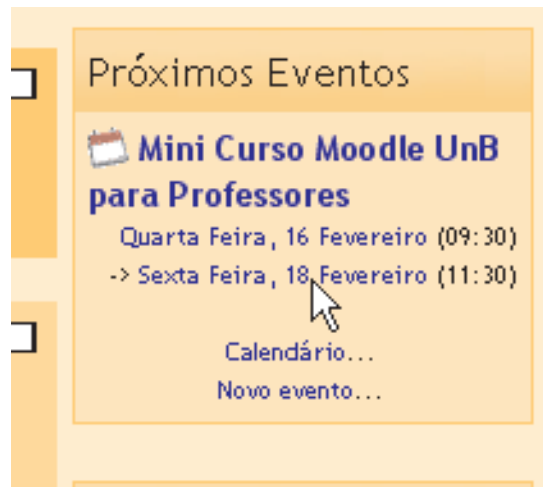 Próximos Eventos
Mini Curso Moodle UnB
para Professores
Quarta Feira, 16 Fevereiro (09:30)
-> Sexta Feira, 18 Fevereiro (11:30)
Calendário...
Novo evento...